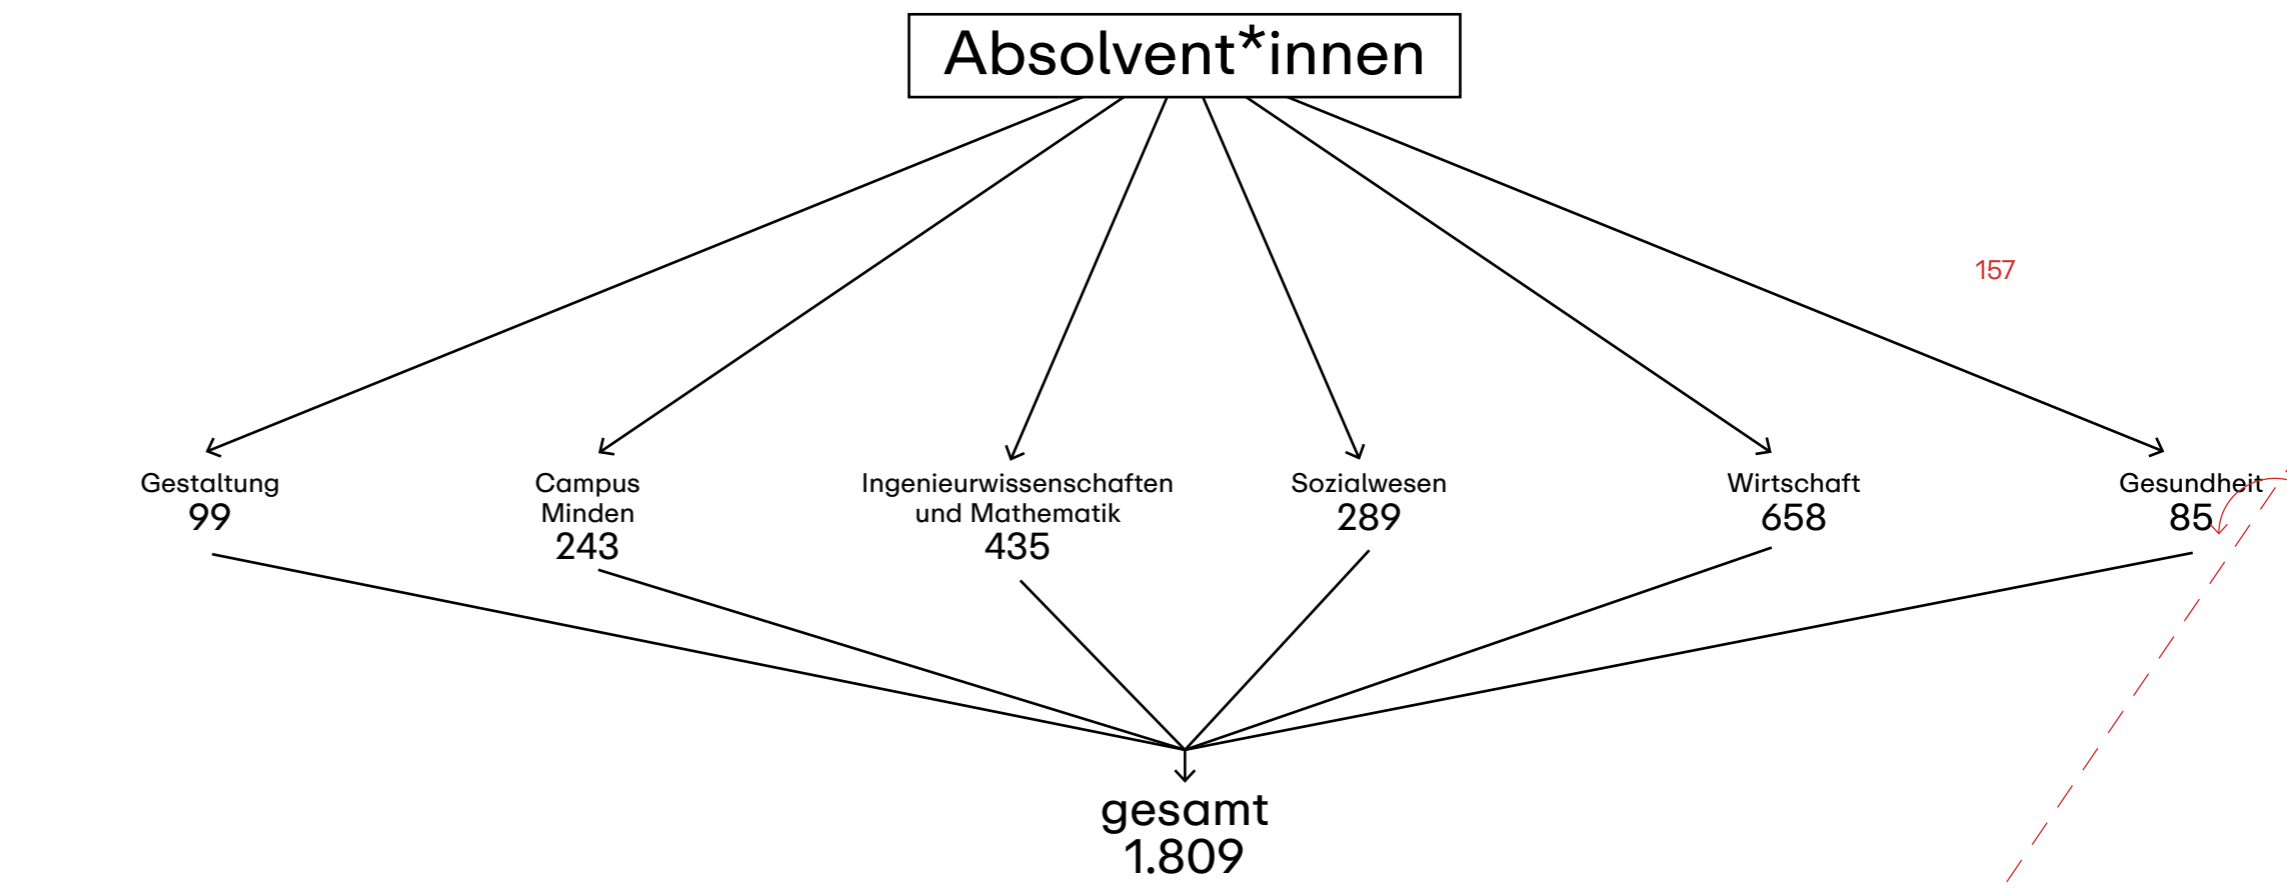 Absolvent*innen
157
Gestaltung
99
Campus
Minden
243
Ingenieurwissenschaften
und Mathematik
435
Sozialwesen
289
Wirtschaft
658
Gesundheit
85
gesamt
1.809